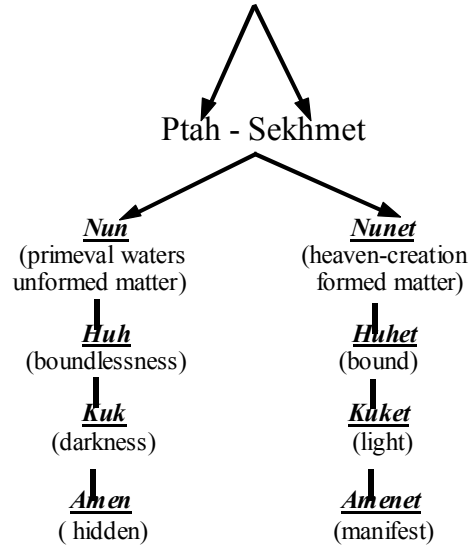 Ptah - Sekhmet
Nun
(primeval waters
unformed matter)
Nunet
(heaven-creation
formed matter)
Huh
(boundlessness)
Huhet
(bound)
Kuk
(darkness)
Kuket
(light)
Amen
( hidden)
Amenet
(manifest)